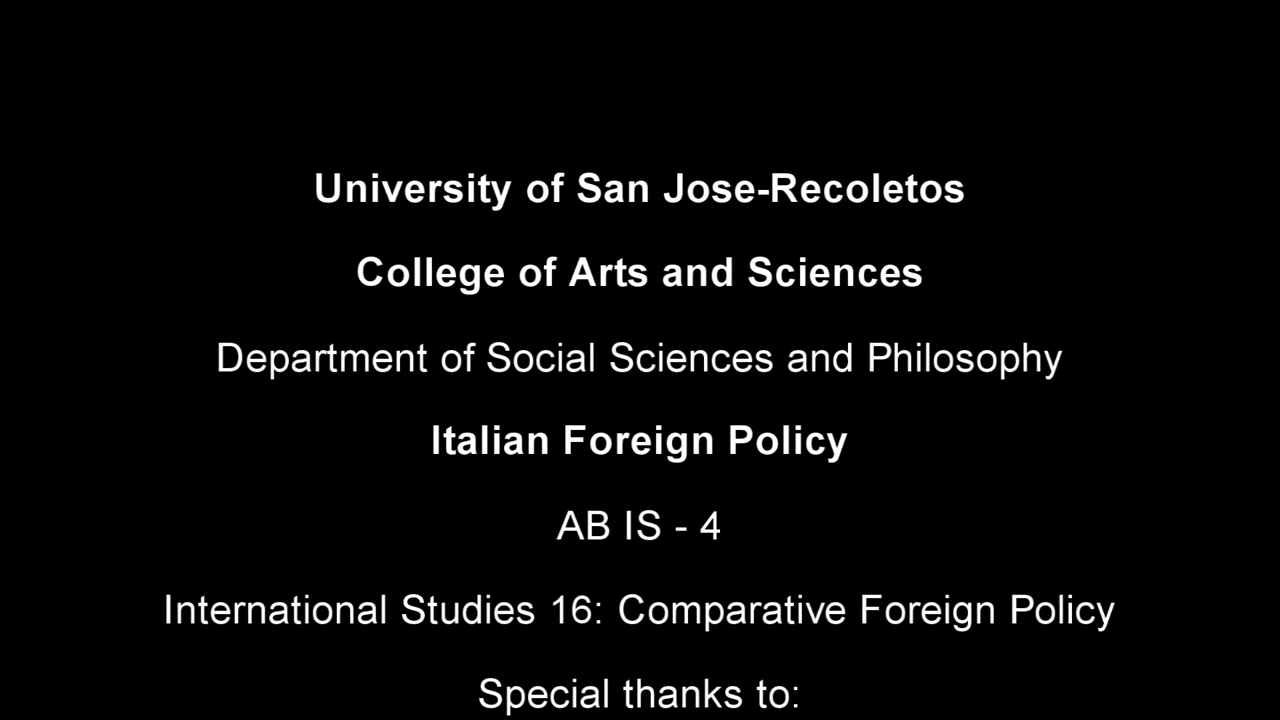 University of San Jose-Recoletos
College of Arts and Sciences
Department of Social Sciences and Philosophy
Italian Foreign Policy
AB IS - 4
International Studies 16: Comparative Foreign Policy
Special thanks to: